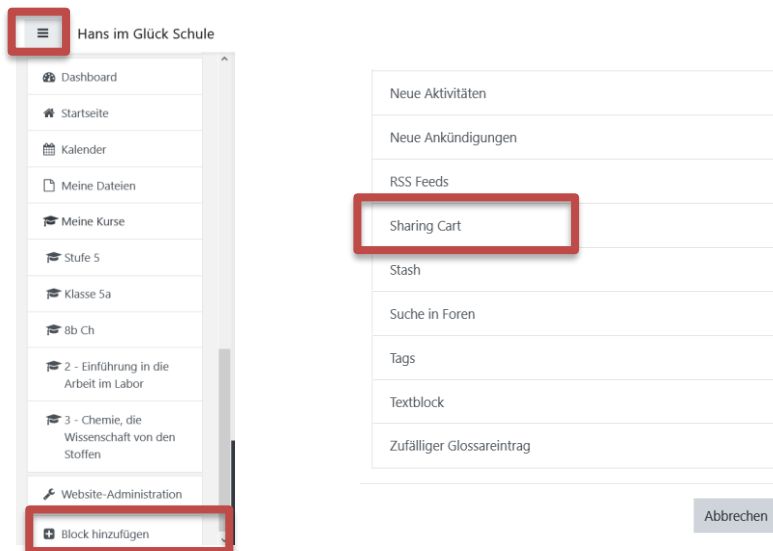 Hans im Glück Schule
Dashboard
Startseite
Kalender
Meine Dateien
Meine Kurse
Stufe 5
Klasse 5a
8b Ch
2 - Einführung in die
Arbeit im Labor
3 - Chemie, die
Wissenschaft von den
Stoffen
Website-Administration
Block hinzufügen
Neue Aktivitäten
Neue Ankündigungen
RSS Feeds
Sharing Cart
Stash
Suche in Foren
Tags
Textblock
Zufälliger Glossareintrag
Abbrechen